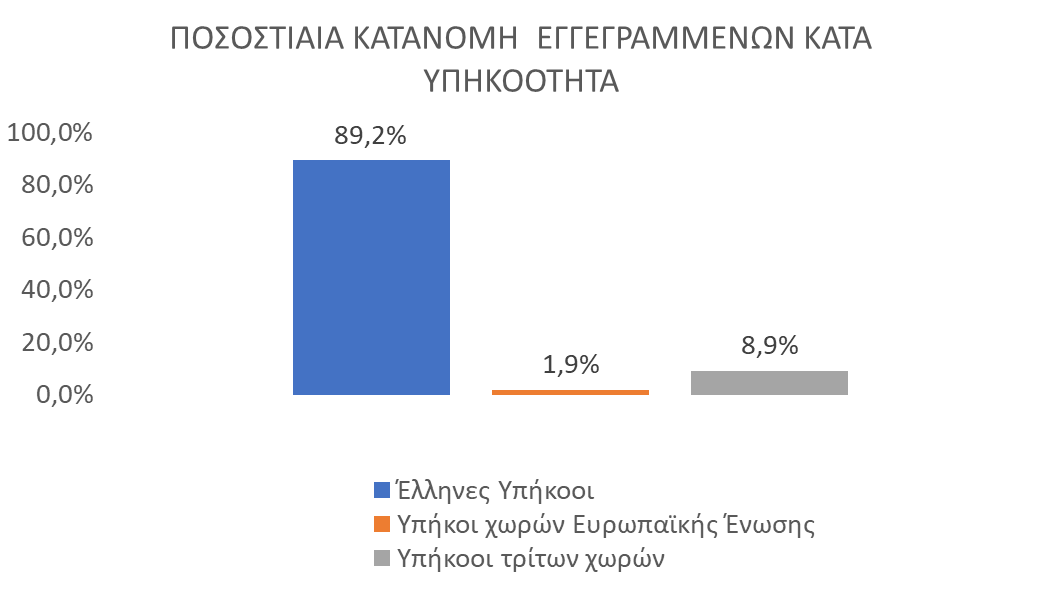 ΠΟΣΟΣΤΙΑΙΑ ΚΑΤΑΝΟΜΗ  ΕΓΓΕΓΡΑΜΜΕΝΩΝ ΚΑΤΑ
ΥΠΗΚΟΟΤΗΤΑ
100,0%
80,0%
60,0%
40,0%
20,0%
0,0%
89,2%
1,9%
8,9%
Έλληνες Υπήκοοι
Υπήκοι χωρών Ευρωπαϊκής Ένωσης
Υπήκοοι τρίτων χωρών